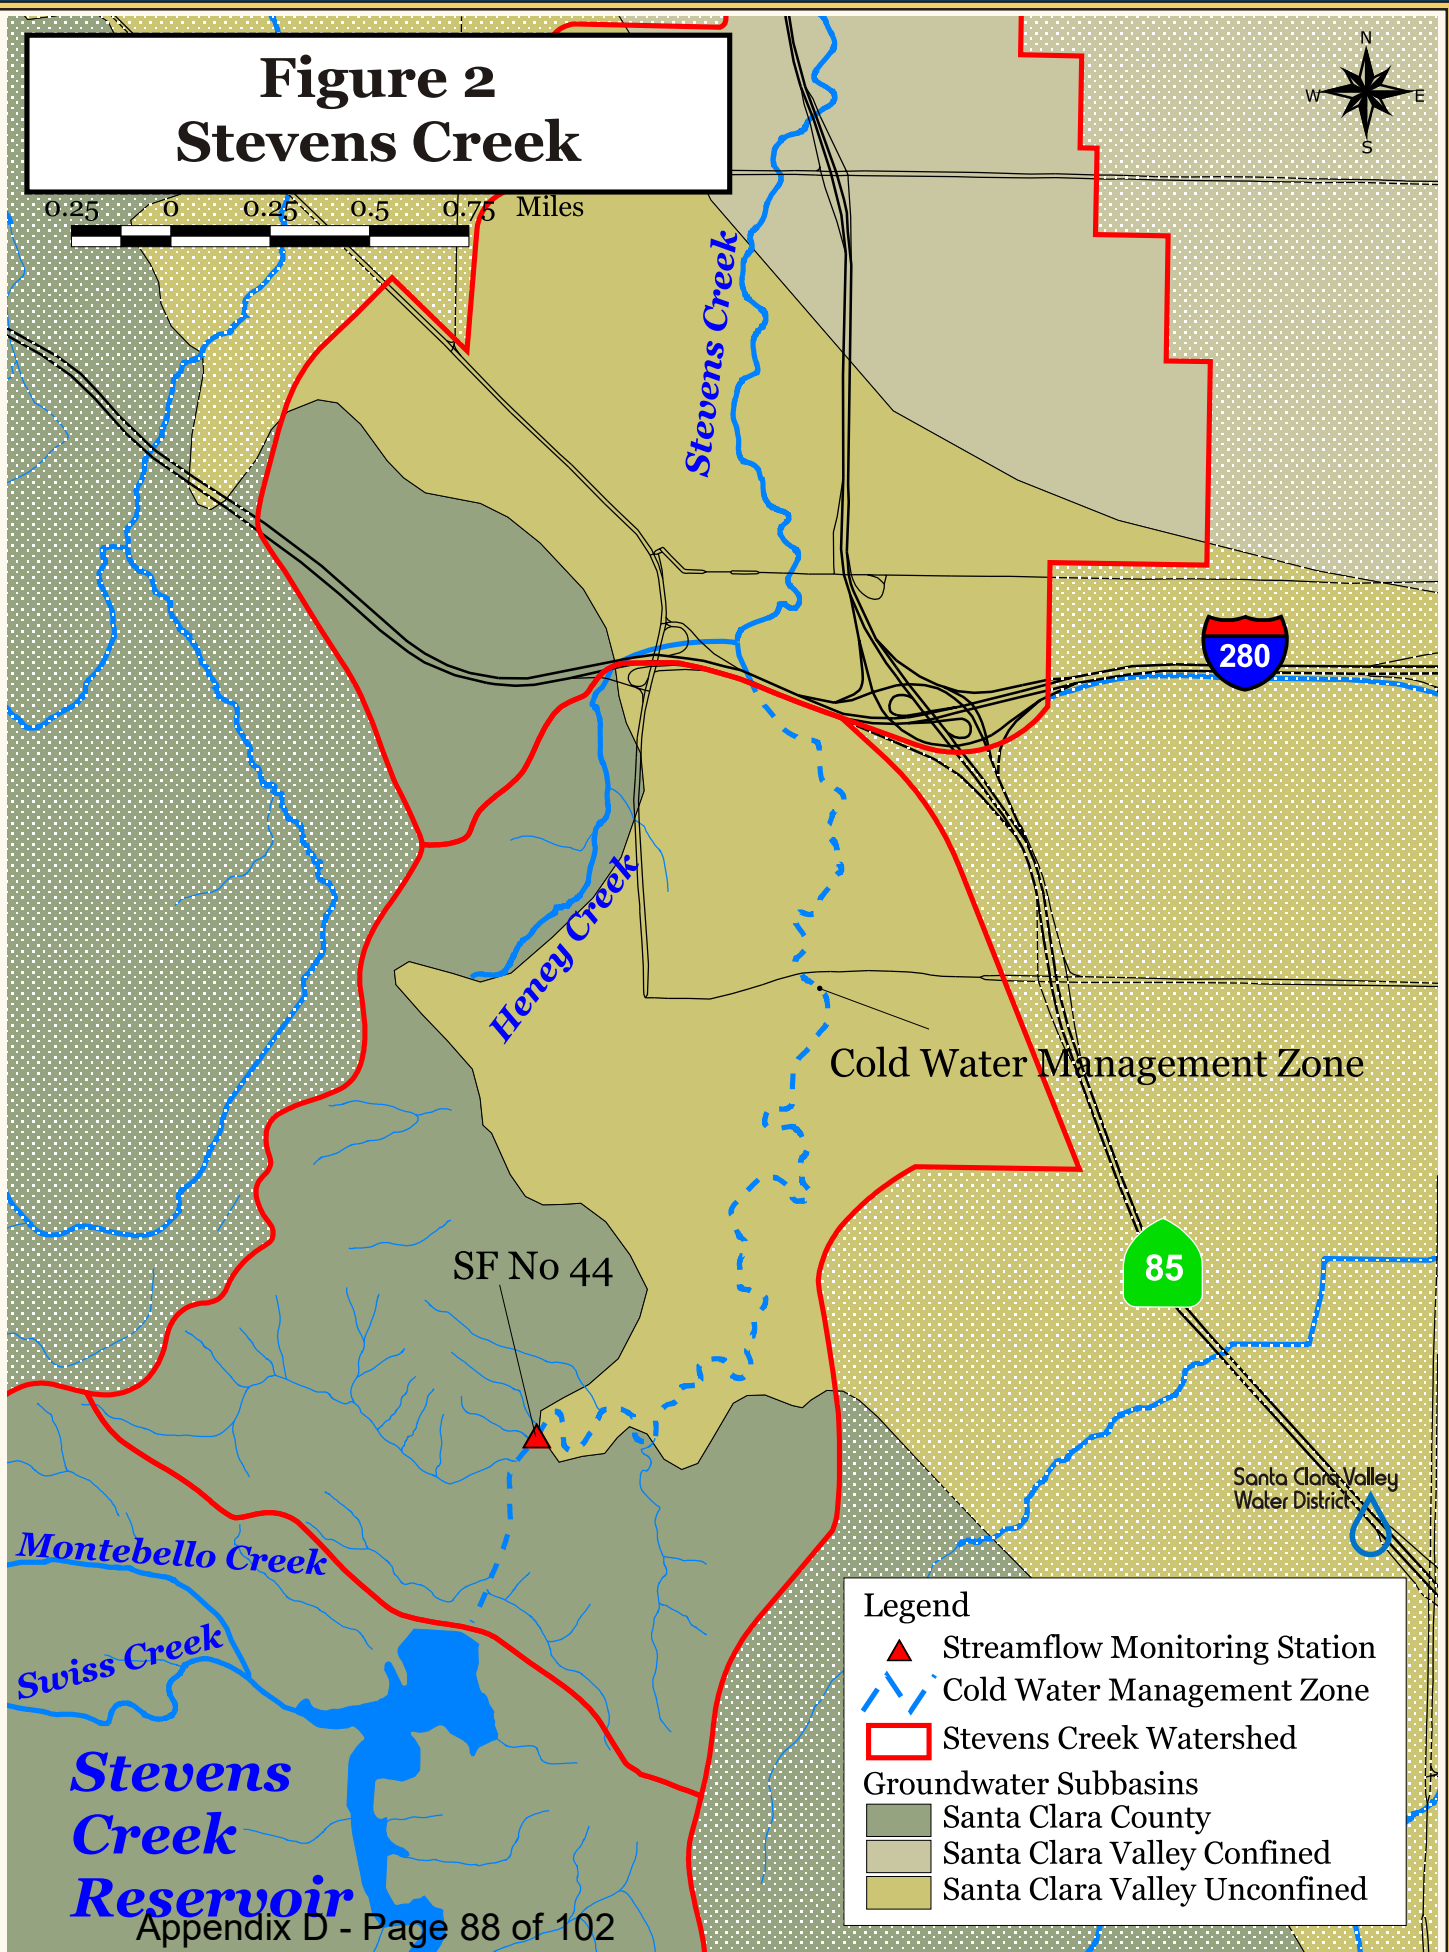 Figure 2
Stevens Creek
N
W E
S
0.25 0 0.25 0.5 0.75 Miles
Stevens Creek
280
Heney Creek
Cold Water Management Zone
SF No 44
85
Santa Clara Valley
Water District
Montebello Creek
Swiss Creek
Stevens
Creek
Reservoir
Legend
Streamflow Monitoring Station
Cold Water Management Zone
Stevens Creek Watershed
Groundwater Subbasins
Santa Clara County
Santa Clara Valley Confined
Santa Clara Valley Unconfined
Appendix D - Page 88 of 102